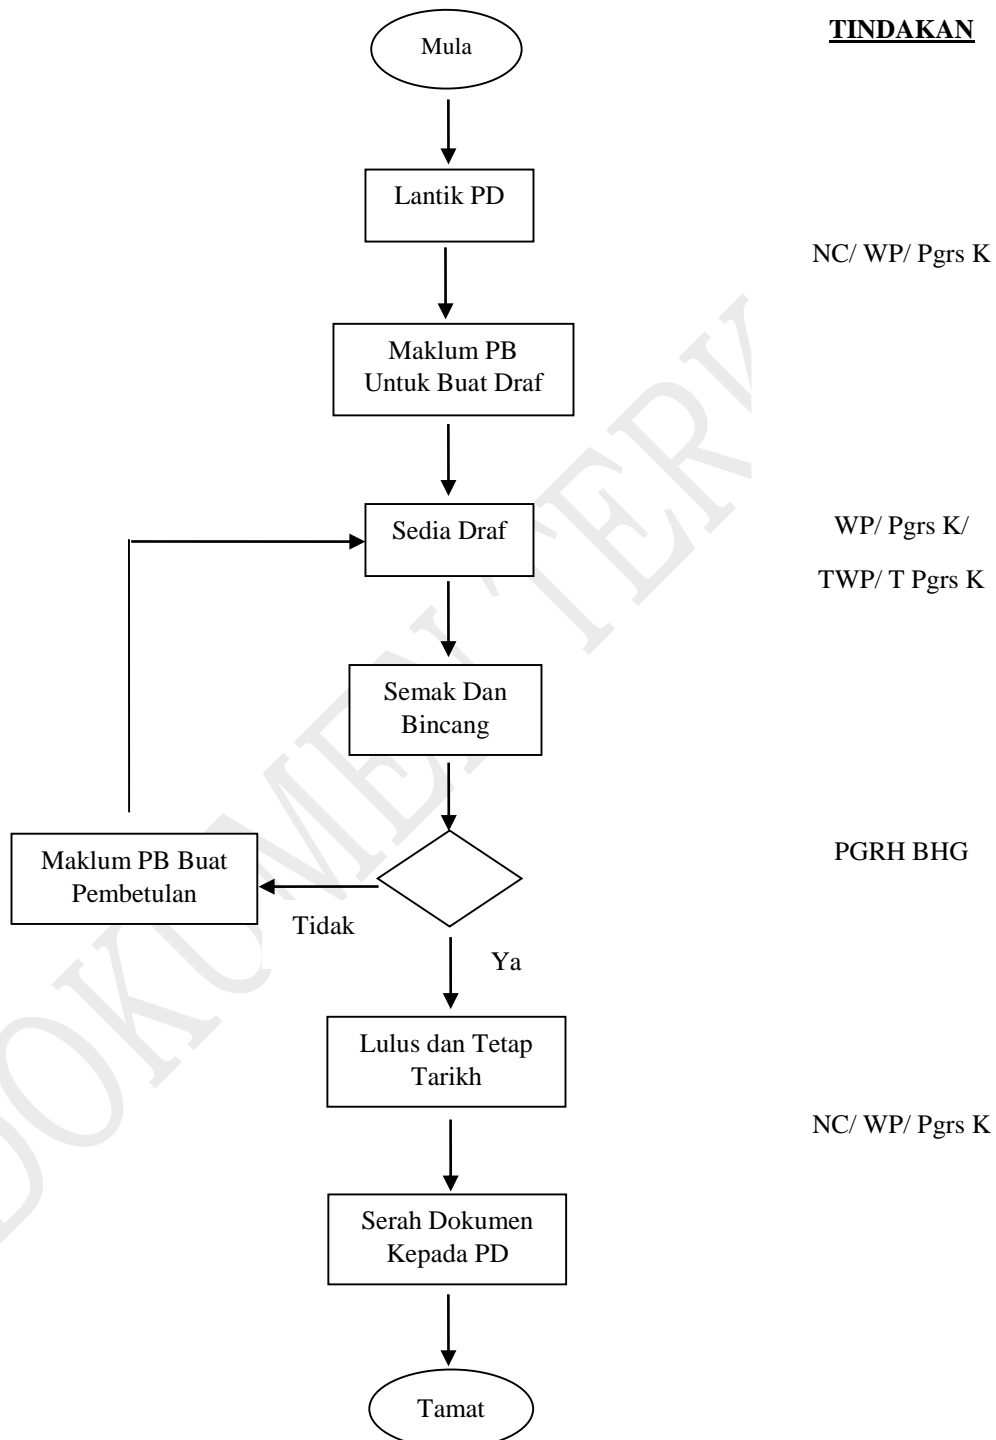 TINDAKAN
Mula
Lantik PD
NC/ WP/ Pgrs K
Maklum PB
Untuk Buat Draf
Sedia Draf
WP/ Pgrs K/
TWP/ T Pgrs K
Semak Dan
Bincang
Maklum PB Buat
Pembetulan
PGRH BHG
Tidak
Ya
Lulus dan Tetap
Tarikh
NC/ WP/ Pgrs K
Serah Dokumen
Kepada PD
Tamat
DOKUMEN TERK